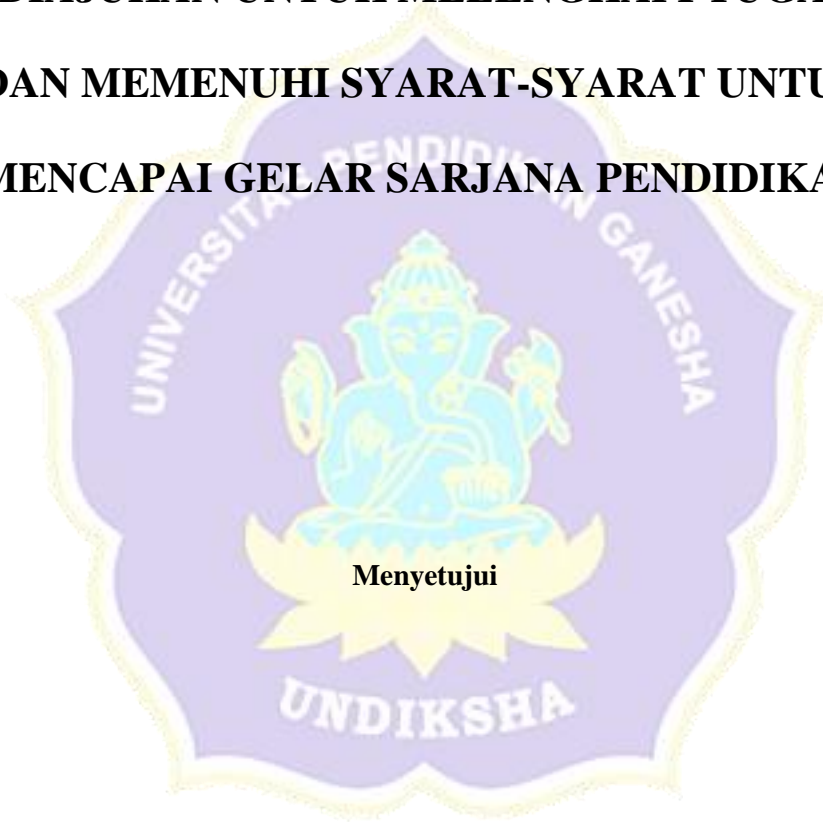 DAN MEMENUHI SYARAT-SYARAT UNTU
MENCAPAI GELAR SARJANA PENDIDIKA
UNIVERSITAS PENDIDIKAN GANESHA
Menyetujui
UNDIKSHA